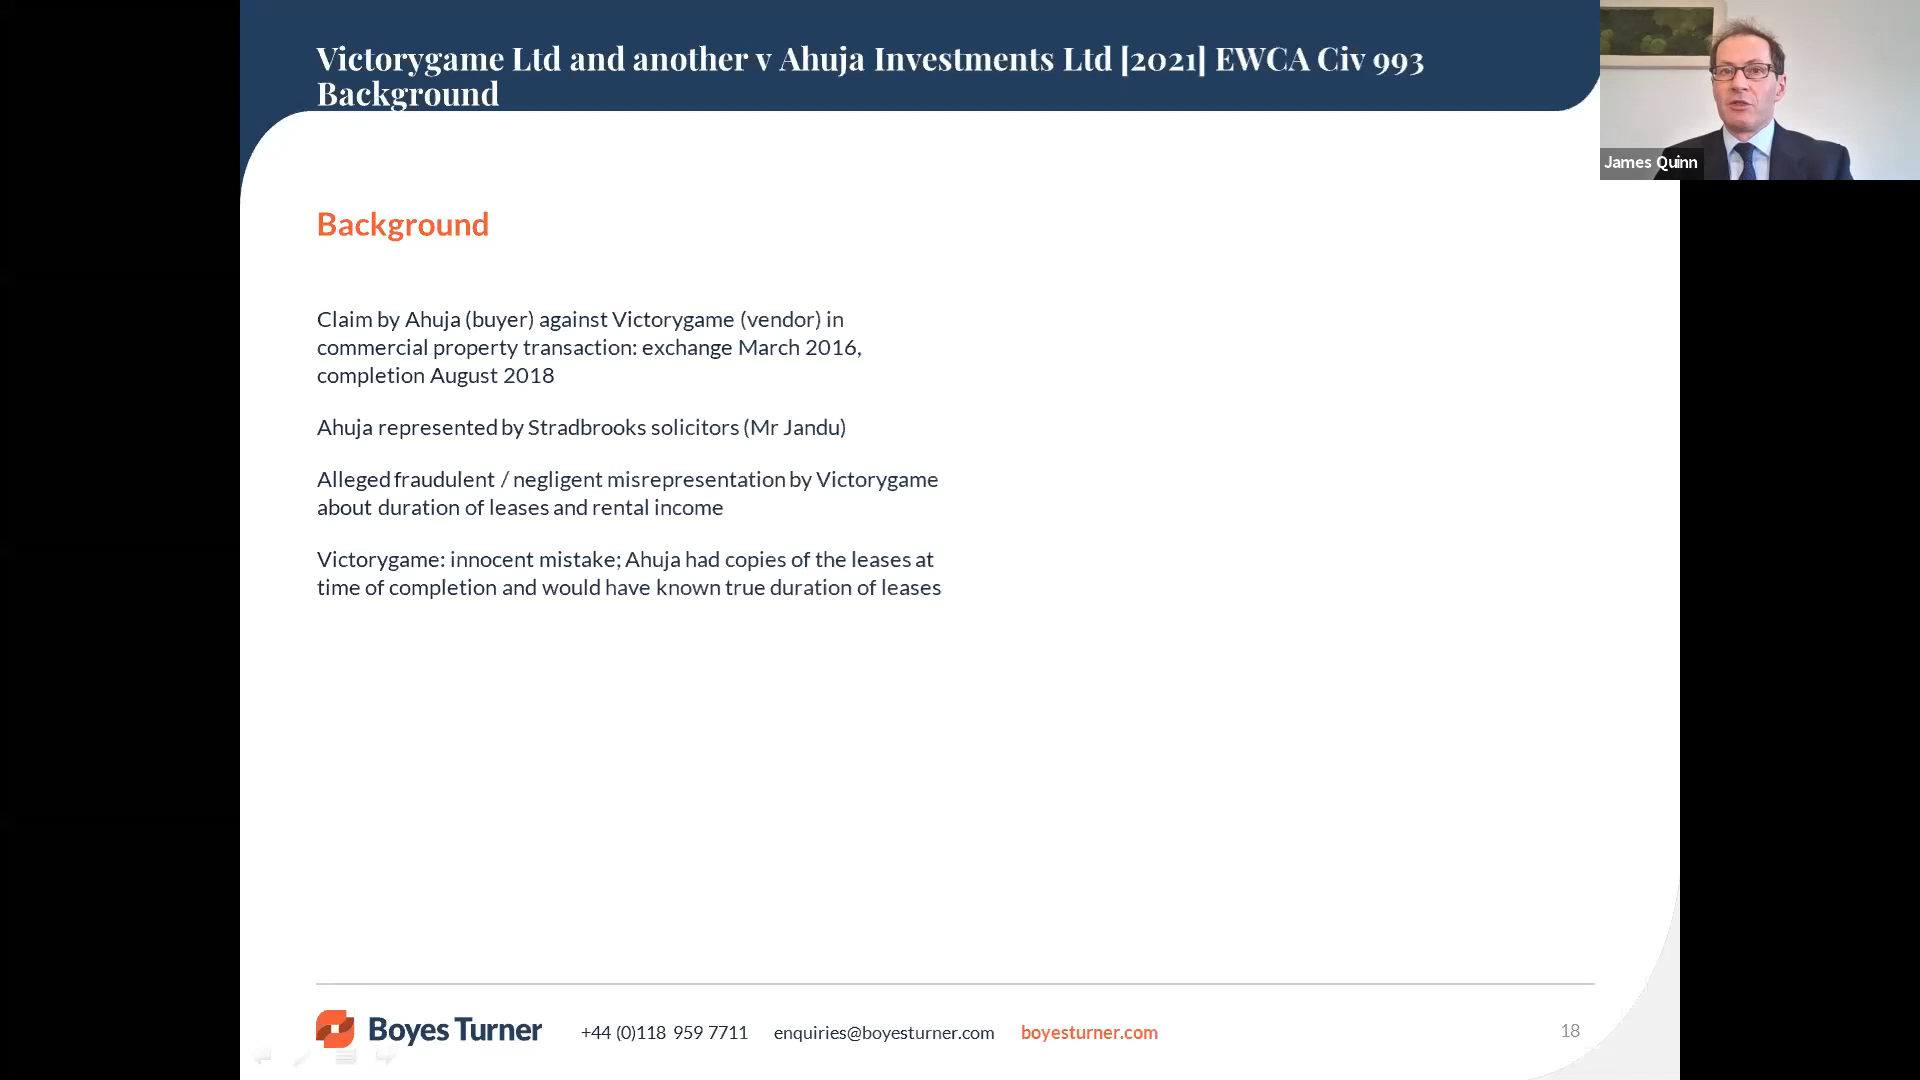 Victorygame Ltd and another v Ahuja Investments Ltd [2021] EWCA Civ 993
Background
James Quinn
Background
Claim by Ahuja (buyer) against Victorygame (vendor) in
commercial property transaction: exchange March 2016,
completion August 2018
Ahuja represented by Stradbrooks solicitors (Mr Jandu)
Alleged fraudulent / negligent misrepresentation by Victorygame
about duration of leases and rental income
Victorygame: innocent mistake; Ahuja had copies of the leases at
time of completion and would have known true duration of leases
Boyes Turner
+44 (0)118 959 7711 enquiries@boyesturner.com boyesturner.com
18